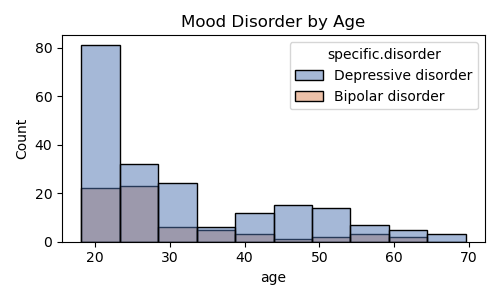 Mood Disorder by Age
specific.disorder
Depressive disorder
Bipolar disorder
Count
80
60
40
20
0
20 30 40 50 60 70
age